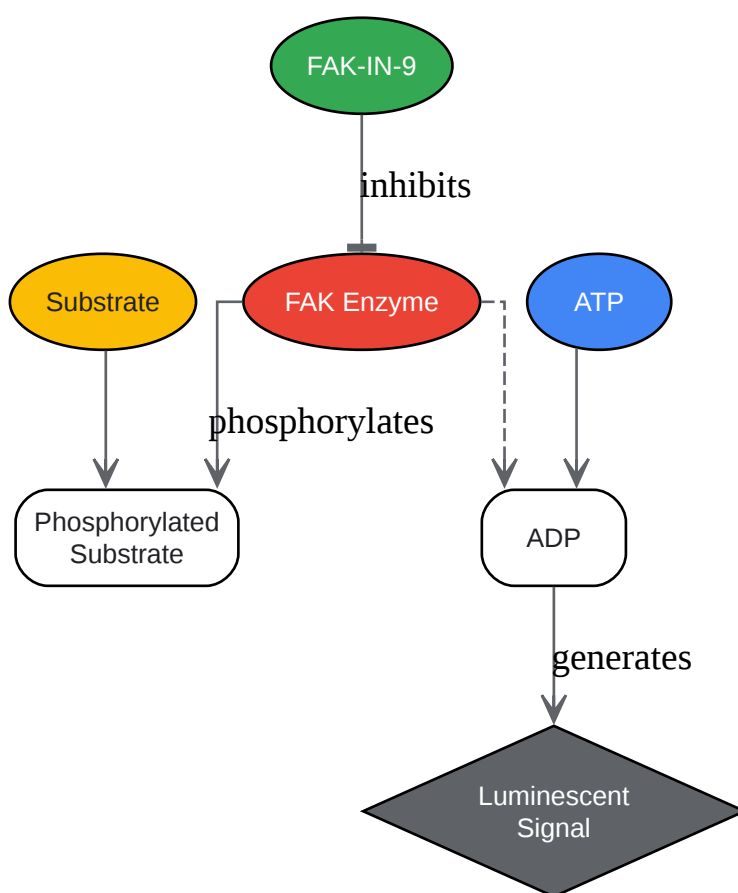 FAK-IN-9
inhibits
Substrate
FAK Enzyme
ATP
phosphorylates
Phosphorylated
Substrate
ADP
generates
Luminescent
Signal